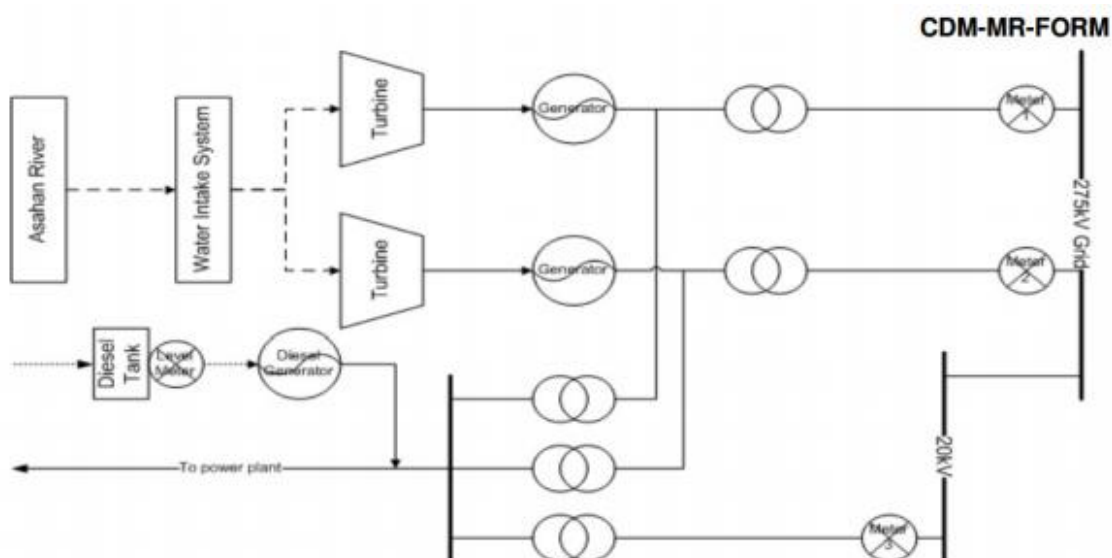 CDM-MR-FORM
Asahan River
Water Intake System
Turbine
Generator
Meter
1
275kV Grid
Turbine
Generator
Meter
2
Diesel
Tank
Level
Meter
Diesel
Generator
To power plant
20kV
Meter
3